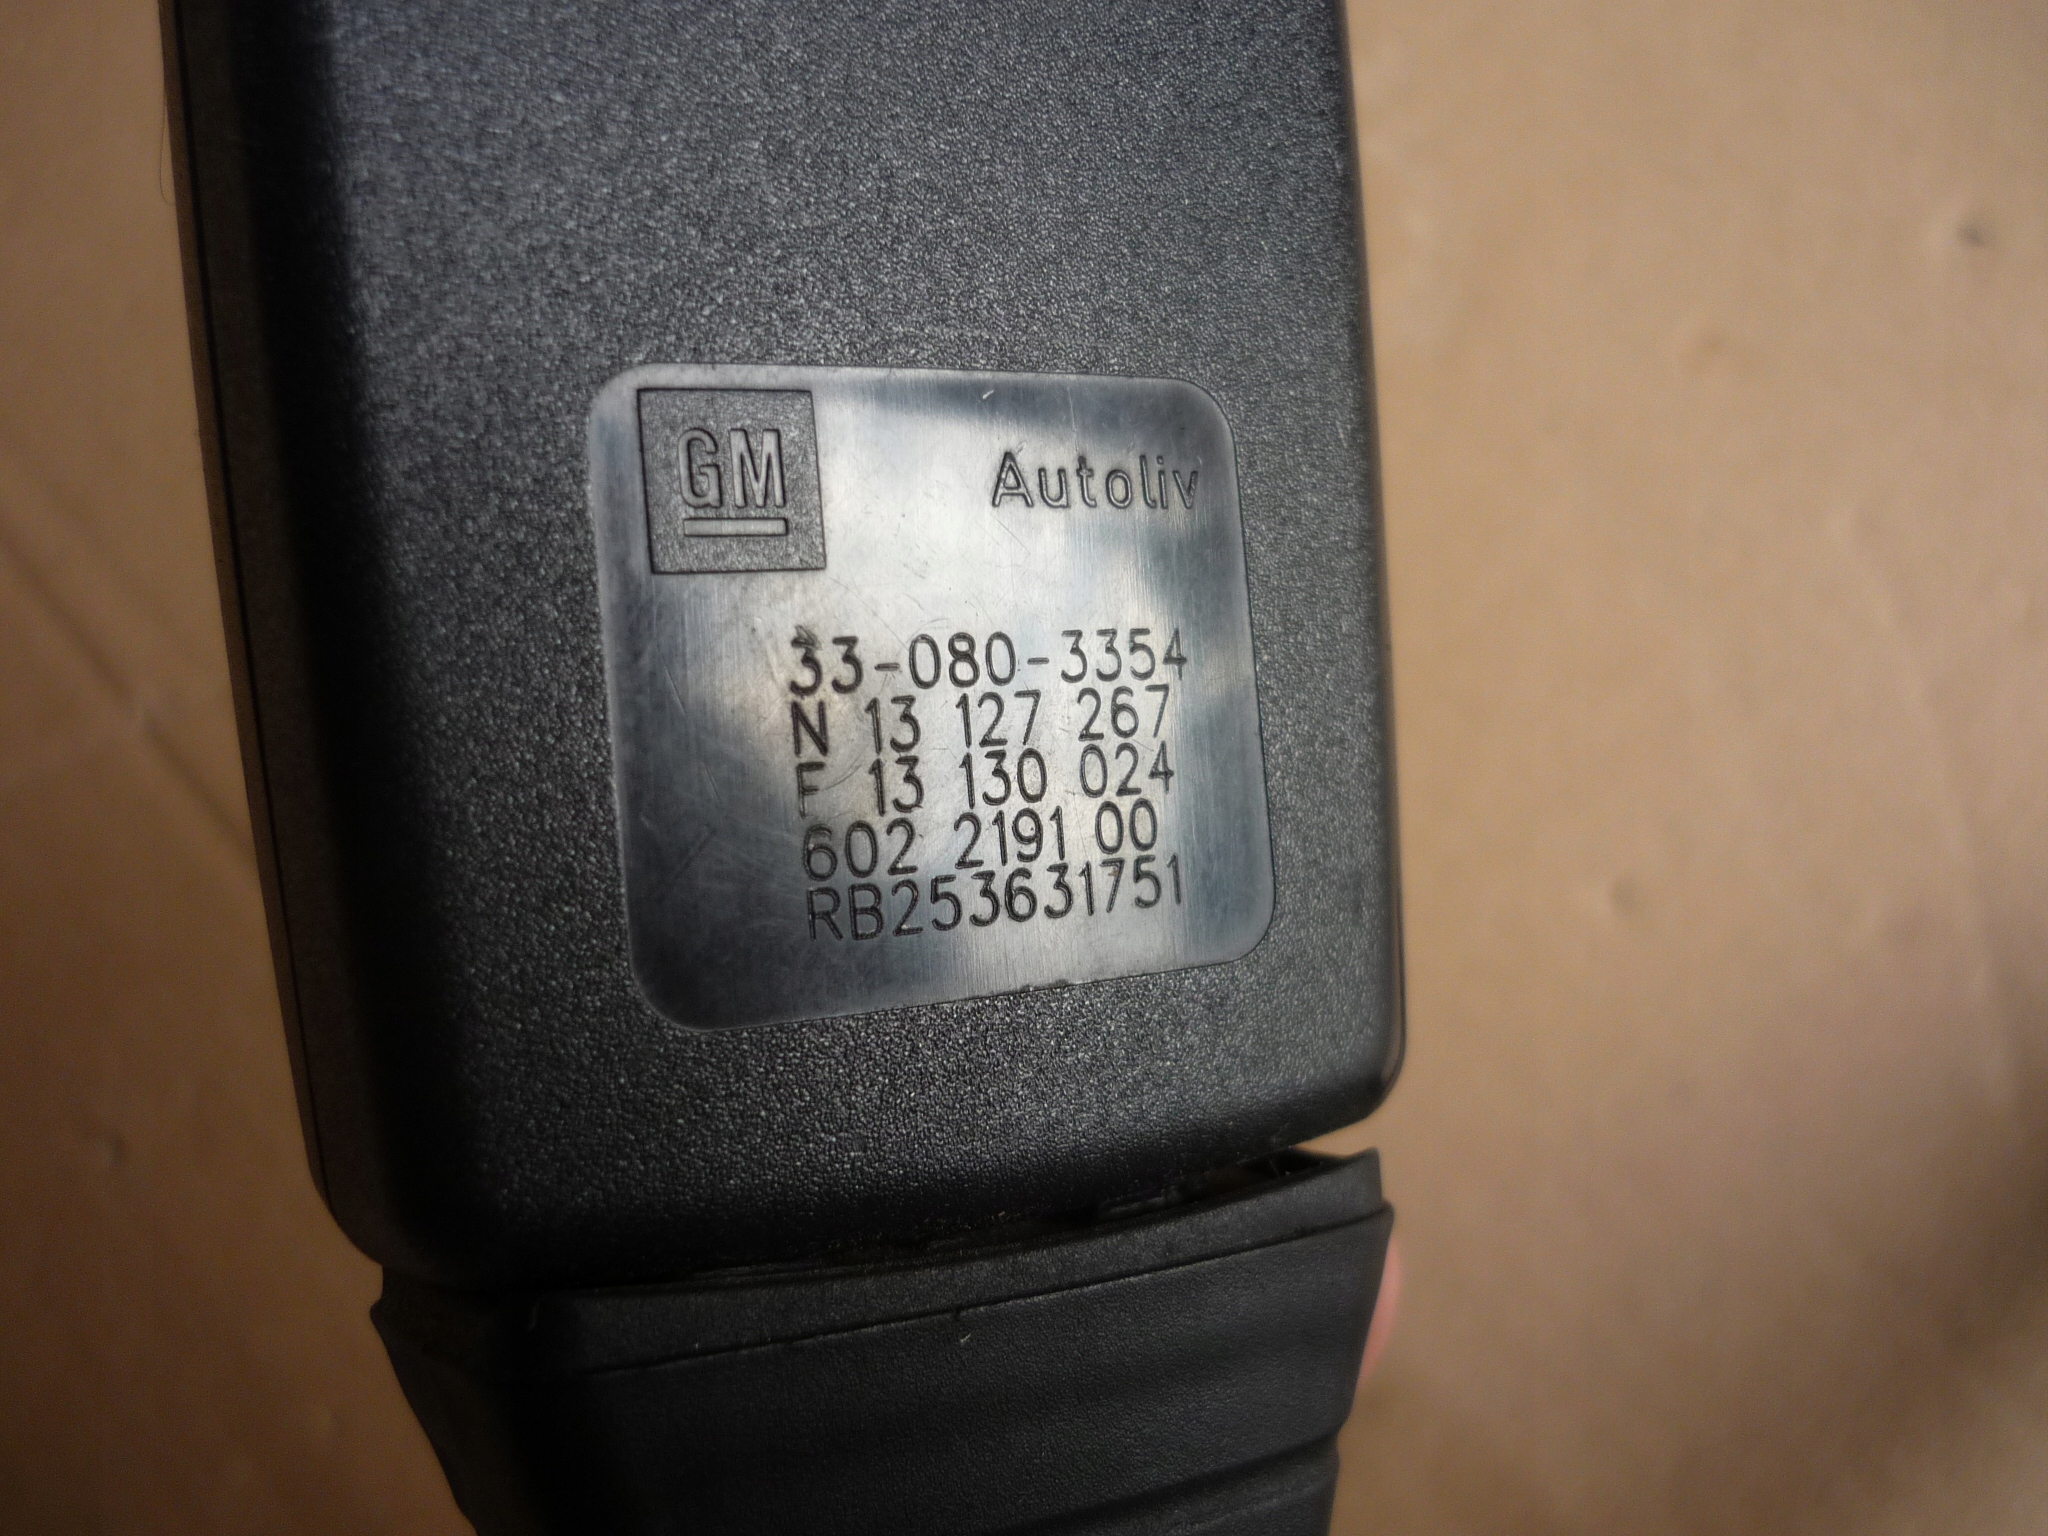 GM Autoliv
33-080-3354
N 13 127 267
F 13 130 024
602 2191 00
RB253631751